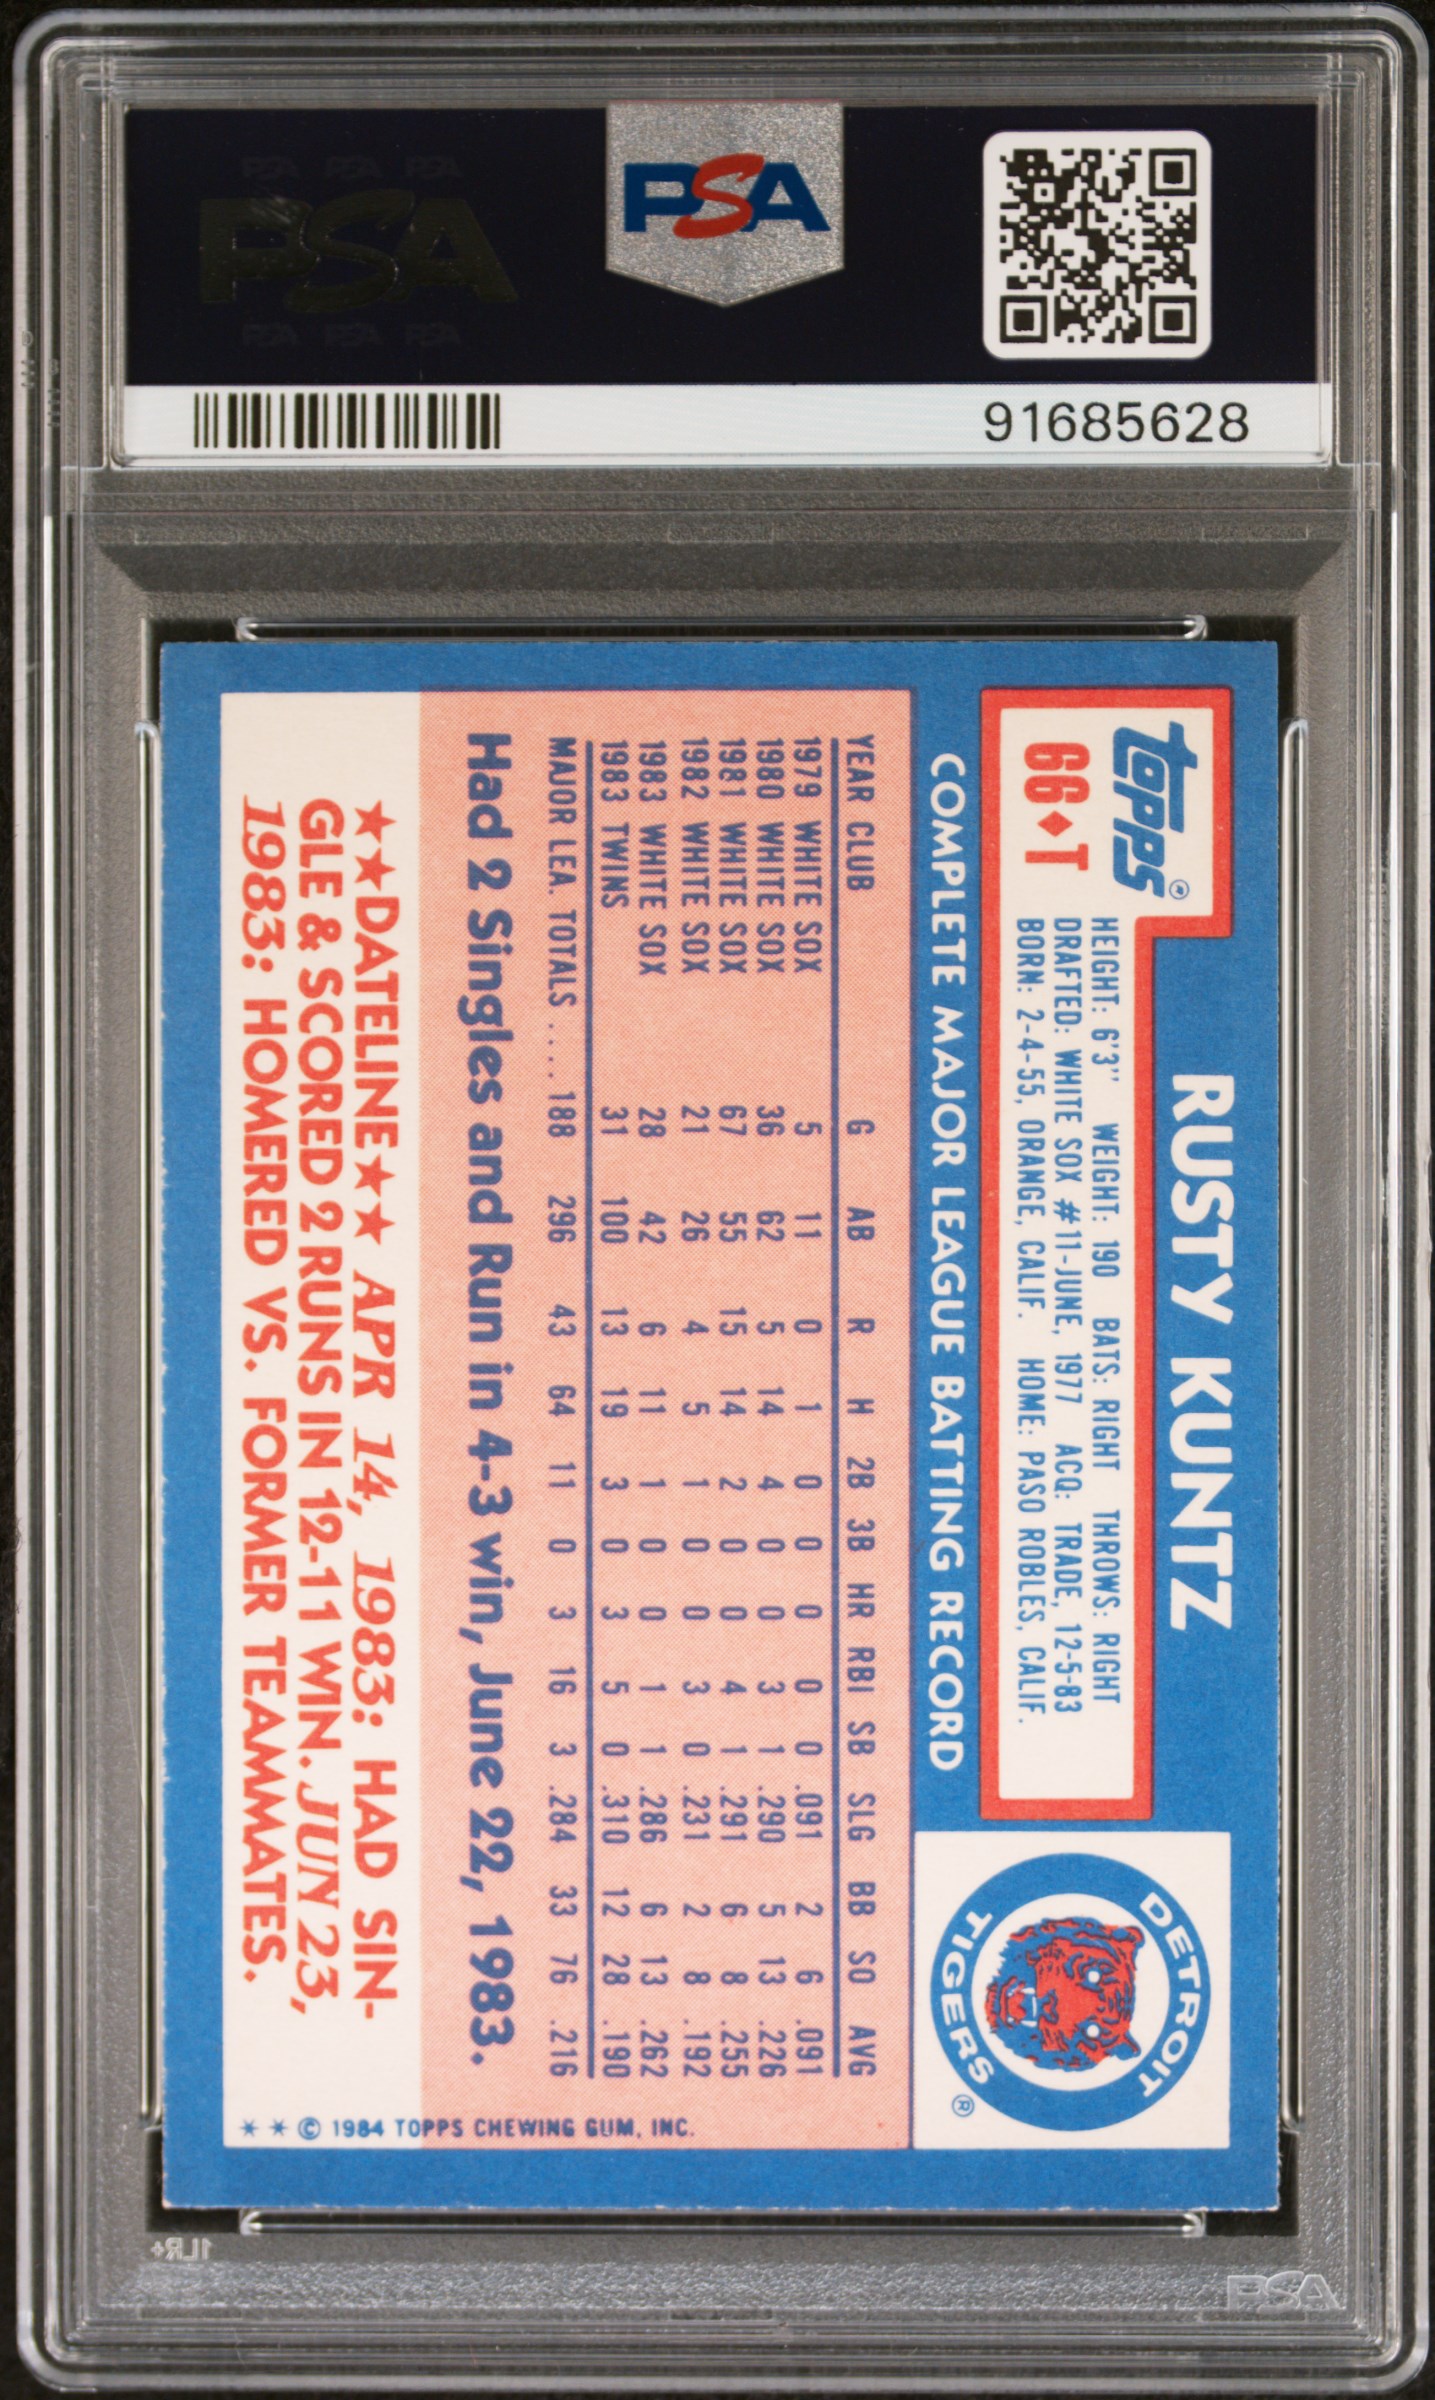 PSA PSA PSA
PSA
PSA PSA PSA
PSA
91685628
topps®
66♦T
RUSTY KUNTZ
HEIGHT: 6'3" WEIGHT: 190 BATS: RIGHT THROWS: RIGHT
DRAFTED: WHITE SOX #11-JUNE, 1977 ACQ: TRADE, 12-5-83
BORN: 2-4-55, ORANGE, CALIF. HOME: PASO ROBLES, CALIF.
DETROIT TIGERS ®
COMPLETE MAJOR LEAGUE BATTING RECORD
YEAR CLUB G AB R H 2B 3B HR RBI SB SLG BB SO AVG
1979 WHITE SOX 5 11 0 1 0 0 0 0 0 .091 2 6 .091
1980 WHITE SOX 36 62 5 14 4 0 0 3 1 .290 5 13 .226
1981 WHITE SOX 67 55 15 14 2 0 0 4 1 .291 6 8 .255
1982 WHITE SOX 21 26 4 5 1 0 0 3 0 .231 2 8 .192
1983 WHITE SOX 28 42 6 11 1 0 0 1 1 .286 6 13 .262
1983 TWINS 31 100 13 19 3 0 3 5 0 .310 12 28 .190
MAJOR LEA. TOTALS .... 188 296 43 64 11 0 3 16 3 .284 33 76 .216
Had 2 Singles and Run in 4-3 win, June 22, 1983.
★★DATELINE★★ APR 14, 1983: HAD SIN-
GLE & SCORED 2 RUNS IN 12-11 WIN. JUN 23,
1983: HOMERED VS. FORMER TEAMMATES.
✶✶© 1984 TOPPS CHEWING GUM, INC.
1LR+
PSA